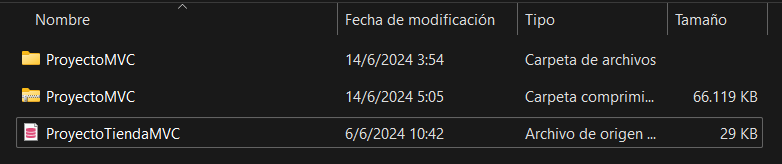 Nombre Fecha de modificación Tipo Tamaño
ProyectoMVC 14/6/2024 3:54 Carpeta de archivos
ProyectoMVC 14/6/2024 5:05 Carpeta comprimi... 66.119 KB
ProyectoTiendaMVC 6/6/2024 10:42 Archivo de origen ... 29 KB